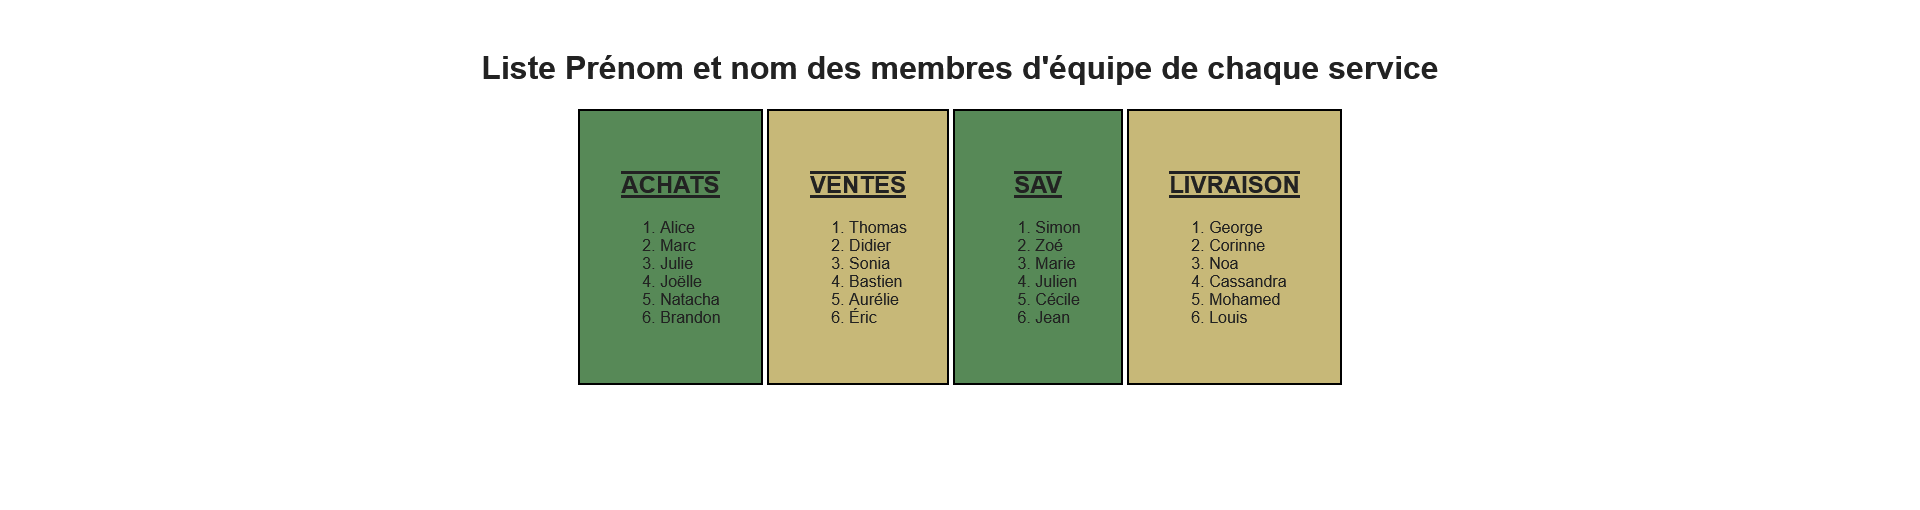 Liste Prénom et nom des membres d'équipe de chaque service
ACHATS
1. Alice
2. Marc
3. Julie
4. Joëlle
5. Natacha
6. Brandon
VENTES
1. Thomas
2. Didier
3. Sonia
4. Bastien
5. Aurélie
6. Éric
SAV
1. Simon
2. Zoé
3. Marie
4. Julien
5. Cécile
6. Jean
LIVRAISON
1. George
2. Corinne
3. Noa
4. Cassandra
5. Mohamed
6. Louis